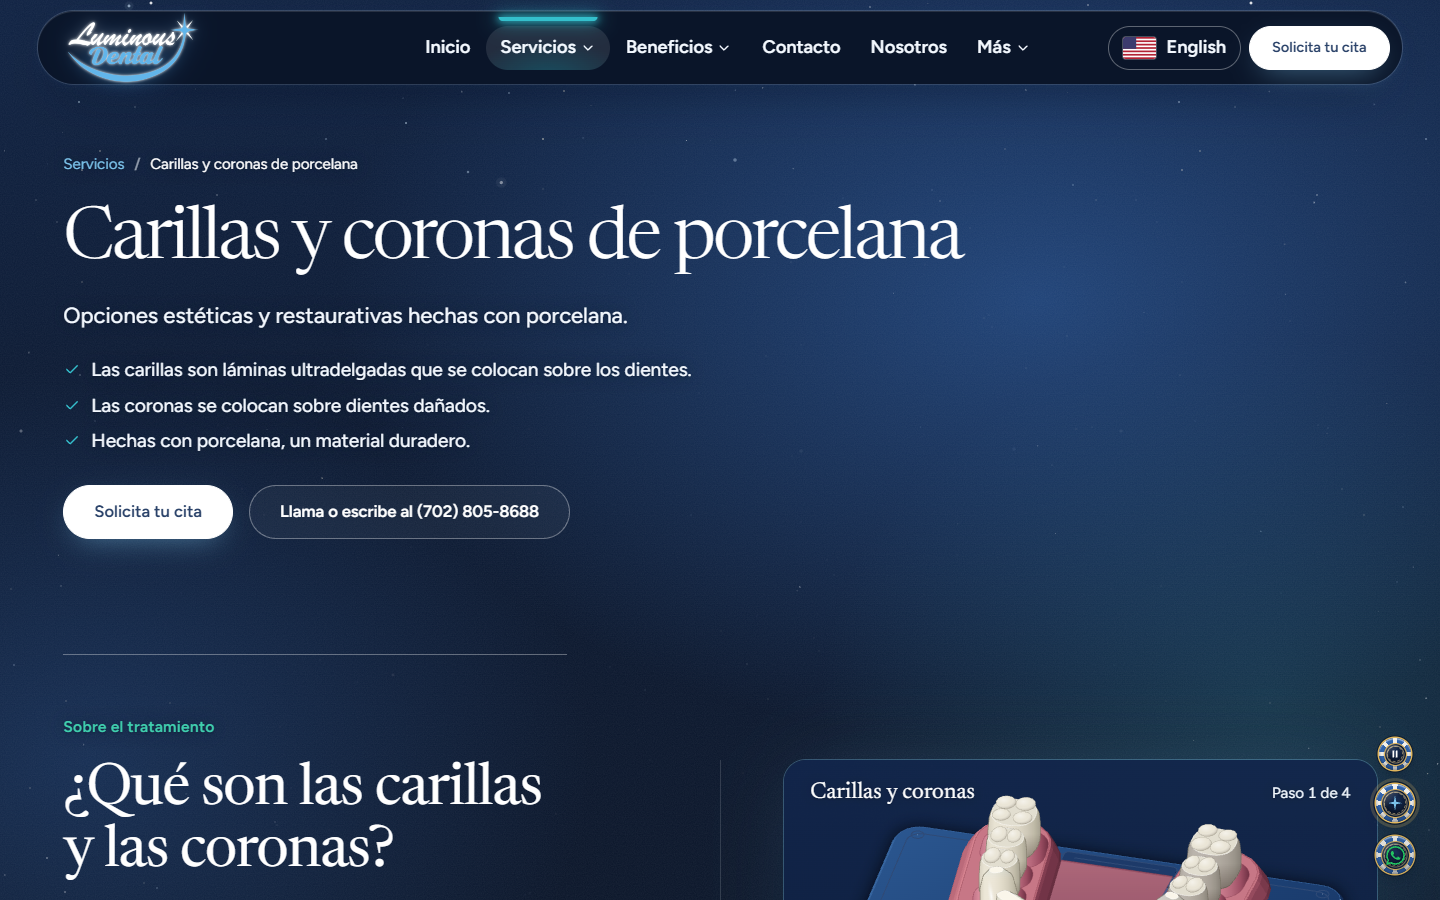 Luminous
Dental
Inicio
Servicios
Beneficios
Contacto
Nosotros
Más
English
Solicita tu cita
Servicios / Carillas y coronas de porcelana
Carillas y coronas de porcelana
Opciones estéticas y restaurativas hechas con porcelana.
Las carillas son láminas ultradelgadas que se colocan sobre los dientes.
Las coronas se colocan sobre dientes dañados.
Hechas con porcelana, un material duradero.
Solicita tu cita
Llama o escribe al (702) 805-8688
Sobre el tratamiento
¿Qué son las carillas
y las coronas?
Carillas y coronas
Paso 1 de 4